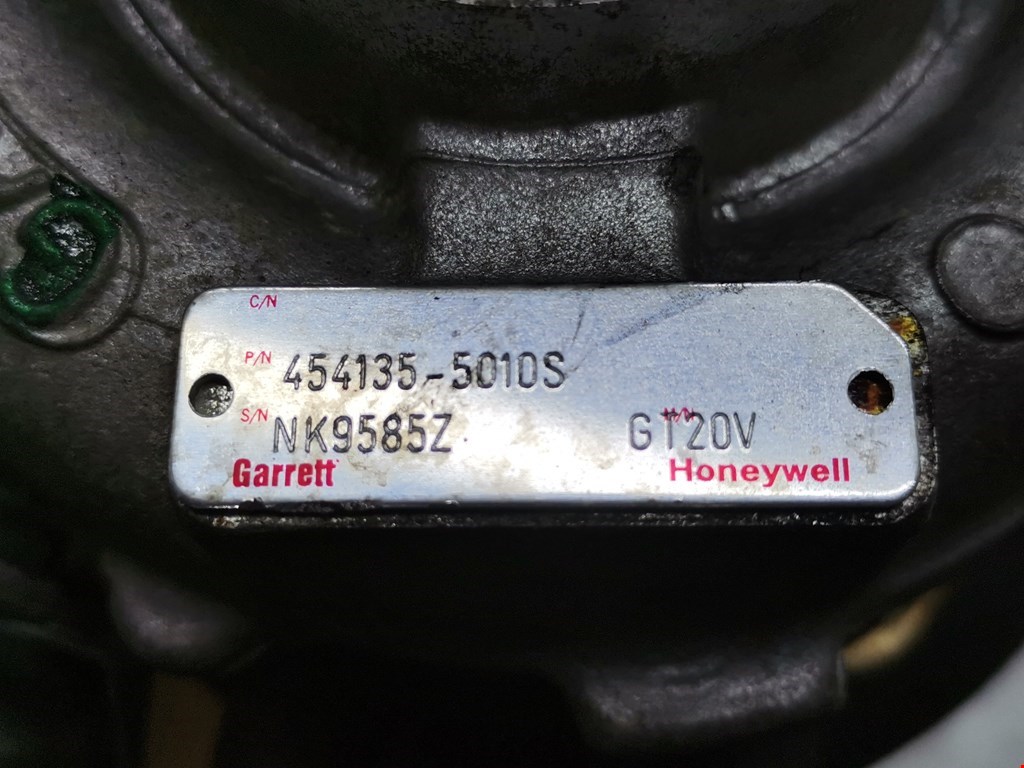 C/N
P/N 454135-5010S
S/N NK9585Z GT20V
Garrett Honeywell